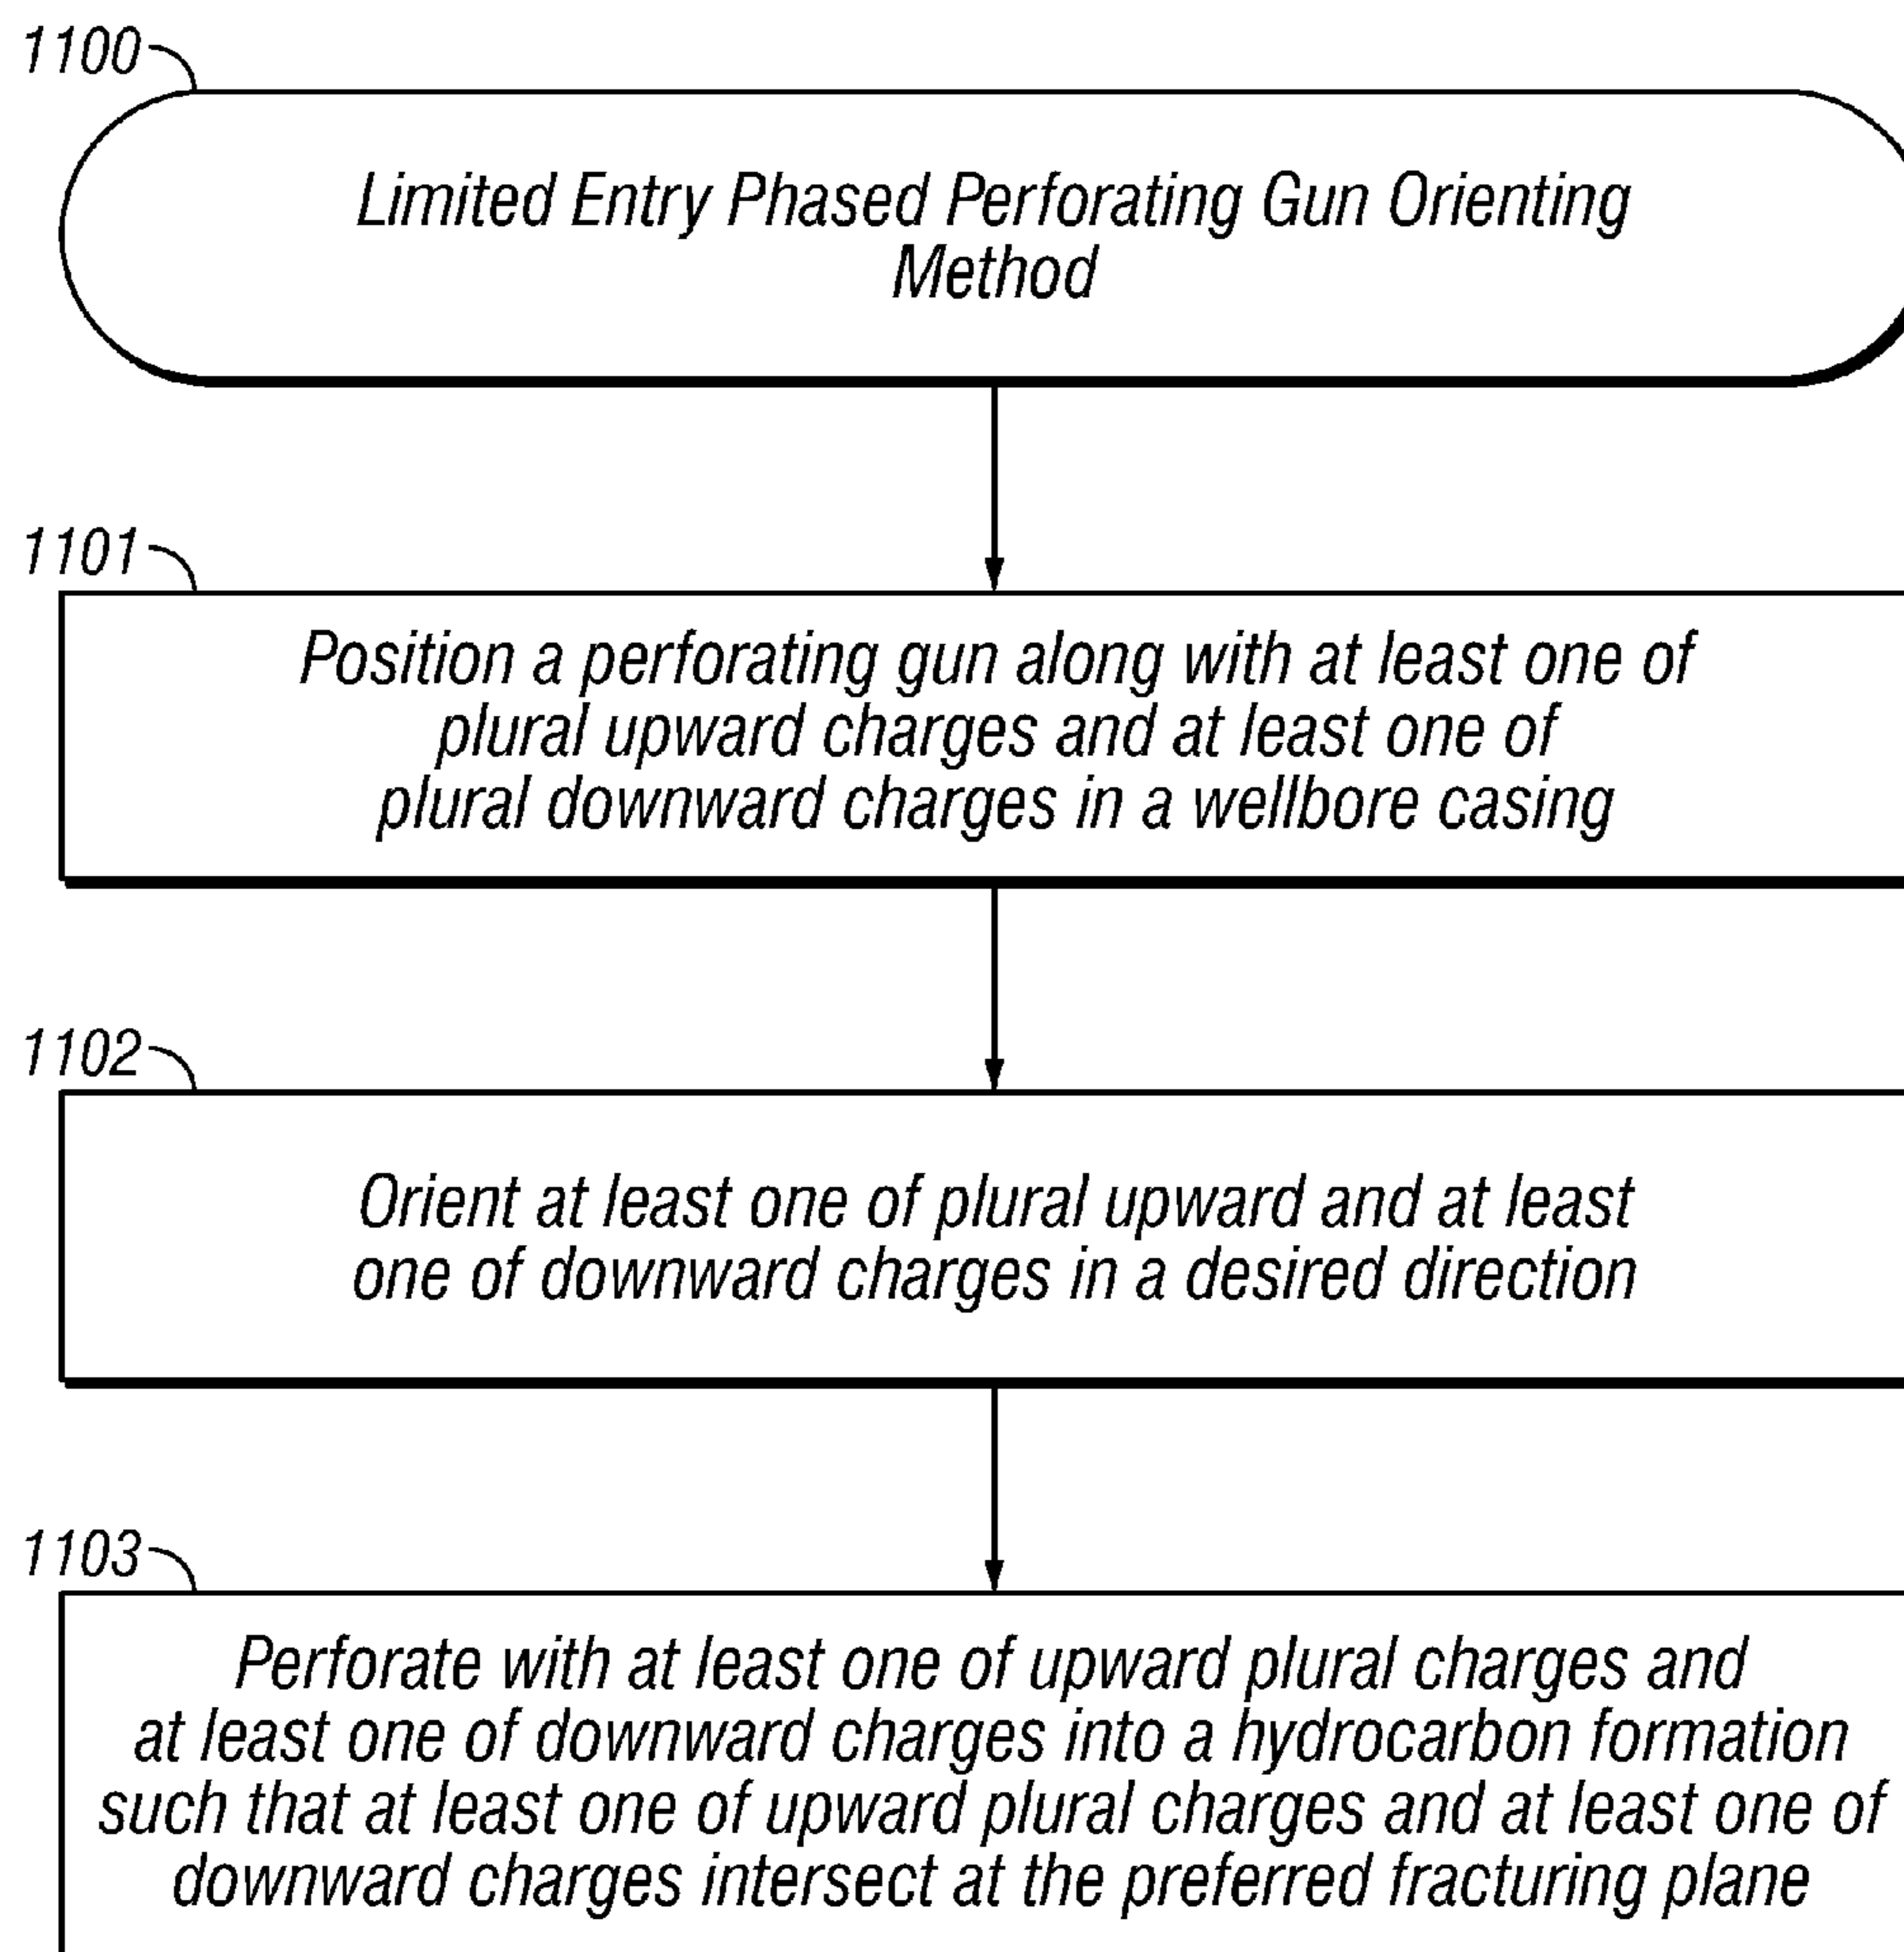 1100
Limited Entry Phased Perforating Gun Orienting
Method
1101
Position a perforating gun along with at least one of
plural upward charges and at least one of
plural downward charges in a wellbore casing
1102
Orient at least one of plural upward and at least
one of downward charges in a desired direction
1103
Perforate with at least one of upward plural charges and
at least one of downward charges into a hydrocarbon formation
such that at least one of upward plural charges and at least one of
downward charges intersect at the preferred fracturing plane